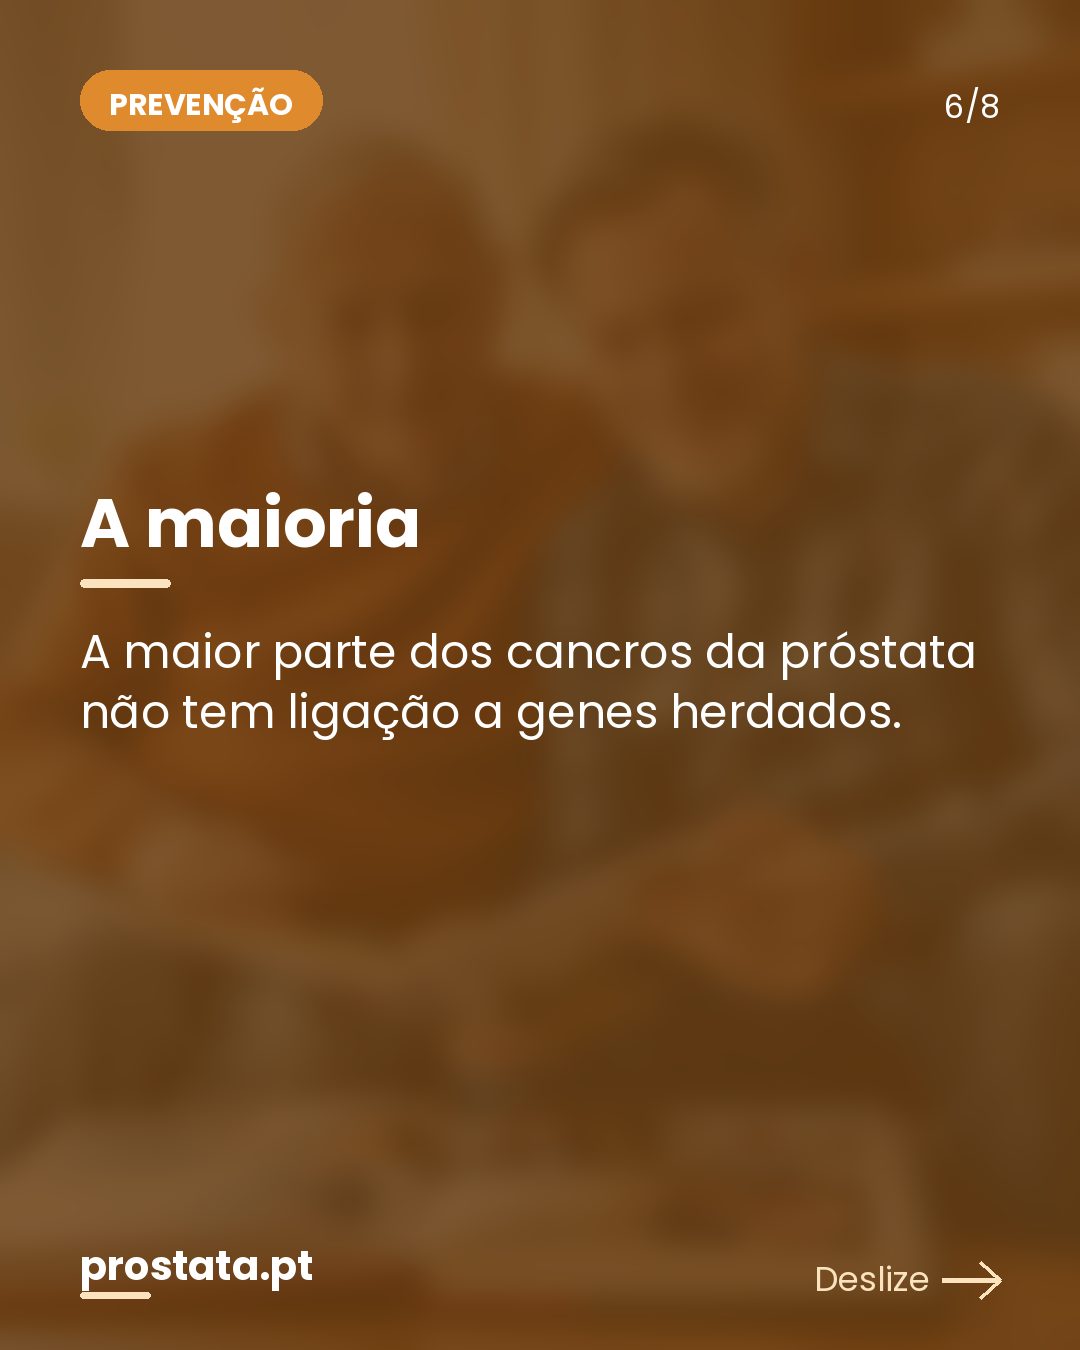 PREVENÇÃO
6/8
A maioria
A maior parte dos cancros da próstata
não tem ligação a genes herdados.
prostata.pt
Deslize